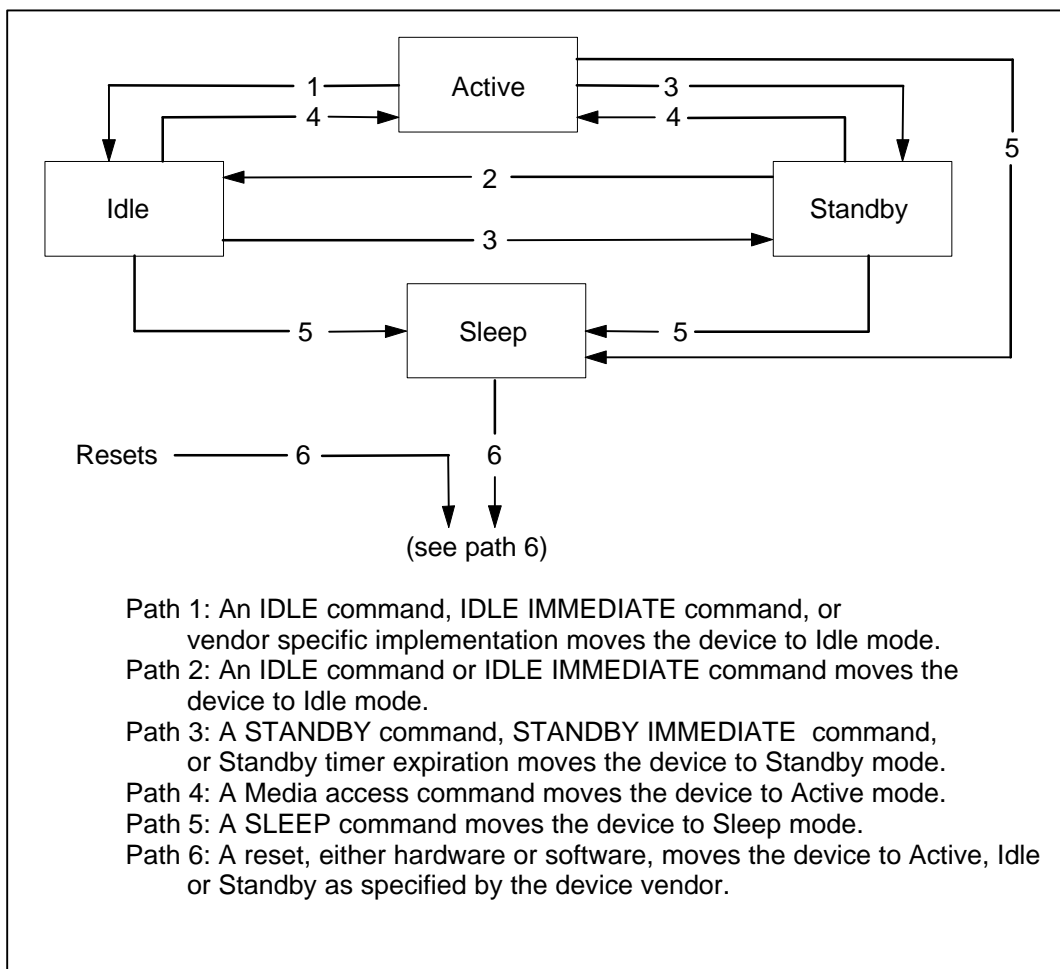 Active
1
3
4
4
5
2
Idle
Standby
3
5
Sleep
5
Resets
6
6
(see path 6)
Path 1: An IDLE command, IDLE IMMEDIATE command, or
vendor specific implementation moves the device to Idle mode.
Path 2: An IDLE command or IDLE IMMEDIATE command moves the
device to Idle mode.
Path 3: A STANDBY command, STANDBY IMMEDIATE command,
or Standby timer expiration moves the device to Standby mode.
Path 4: A Media access command moves the device to Active mode.
Path 5: A SLEEP command moves the device to Sleep mode.
Path 6: A reset, either hardware or software, moves the device to Active, Idle
or Standby as specified by the device vendor.